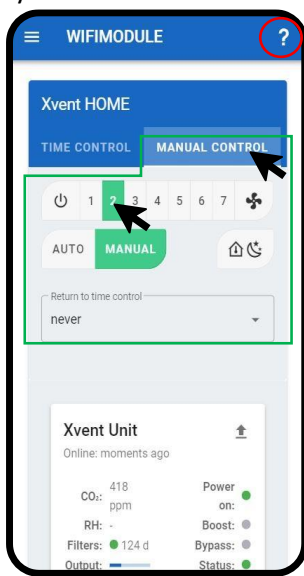 WIFIMODULE ?
Xvent HOME
TIME CONTROL MANUAL CONTROL
1 2 3 4 5 6 7
AUTO MANUAL
Return to time control
never
Xvent Unit
Online: moments ago
CO₂: 418 ppm Power on:
RH: - Boost:
Filters: 124 d Bypass:
Output: Status: